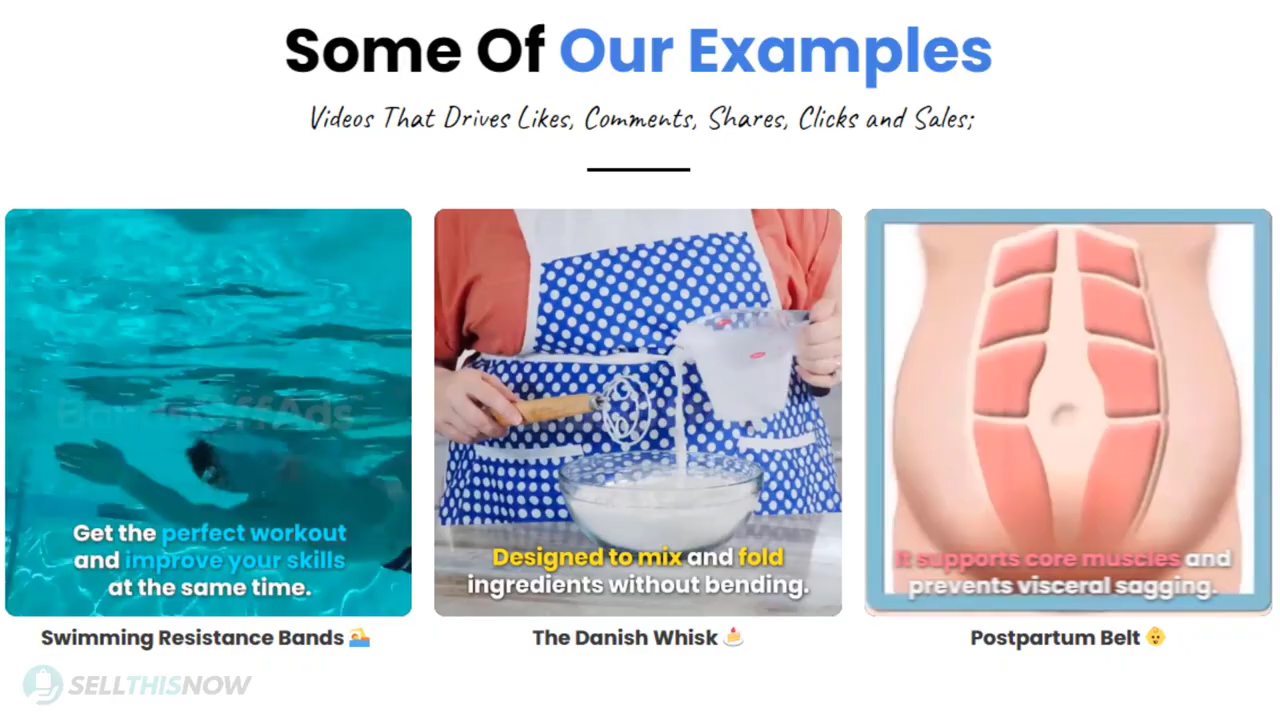 Some Of Our Examples
Videos That Drives Likes, Comments, Shares, Clicks and Sales;
Get the perfect workout
and improve your skills
at the same time.
Designed to mix and fold
ingredients without bending.
It supports core muscles and
prevents visceral sagging.
Swimming Resistance Bands 🏊
The Danish Whisk 🍰
Postpartum Belt 👶
SELLTHISNOW